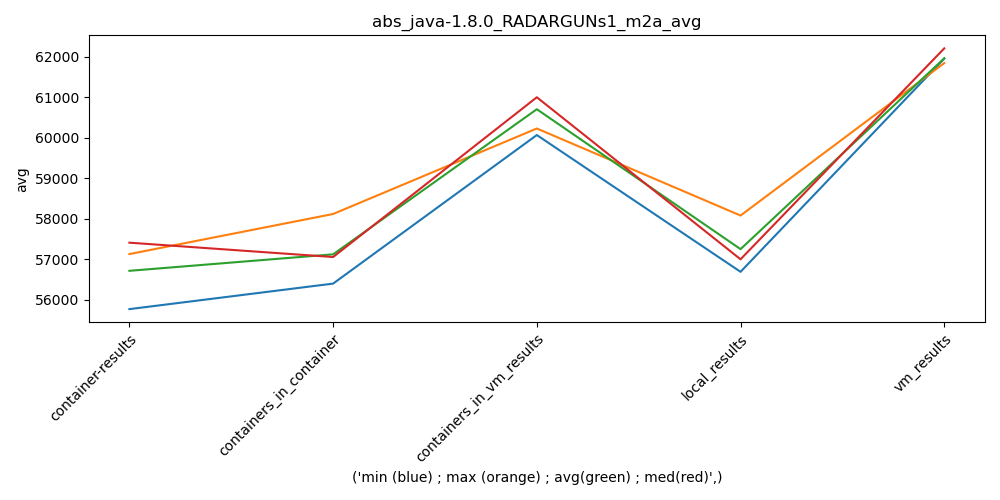 abs_java-1.8.0_RADARGUNs1_m2a_avg
62000
61000
60000
59000
58000
57000
56000
avg
container-results
containers_in_container
containers_in_vm_results
local_results
vm_results
('min (blue) ; max (orange) ; avg(green) ; med(red)',)